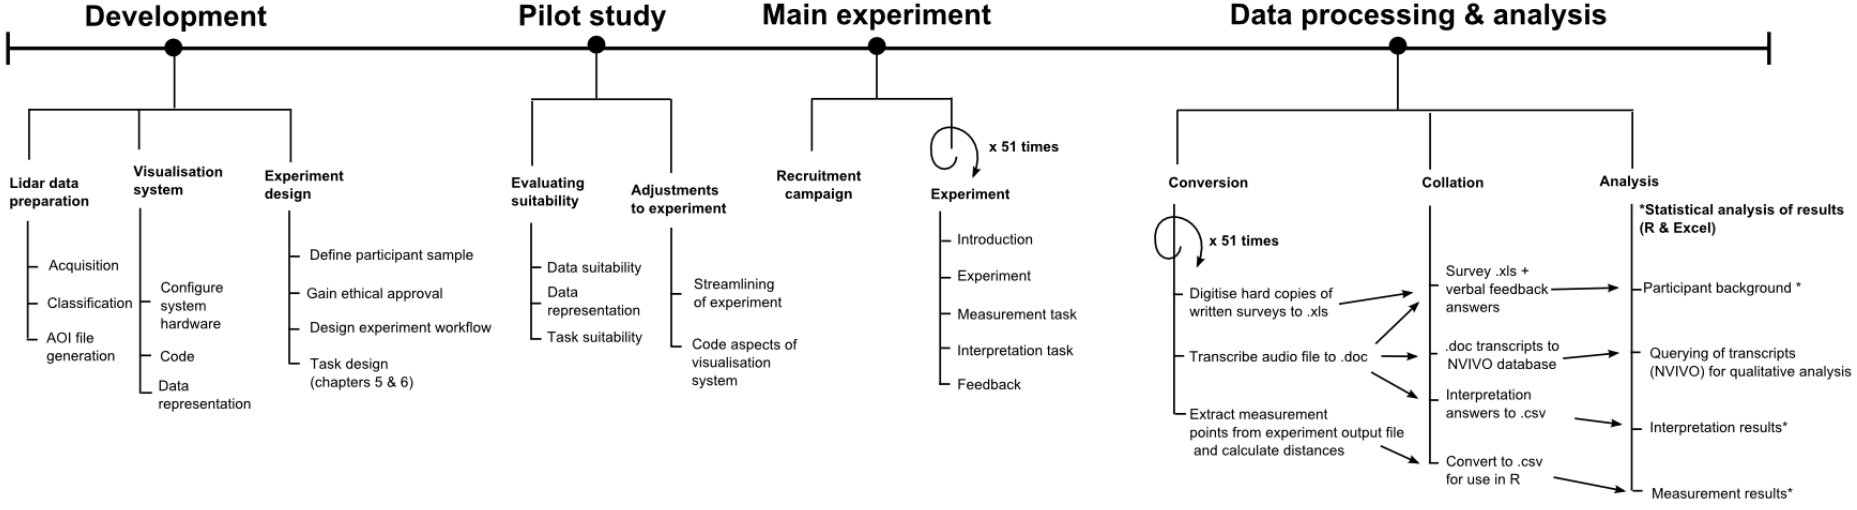 Development
Pilot study
Main experiment
Data processing & analysis
Lidar data
preparation
Acquisition
Classification
AOI file
generation
Visualisation
system
Configure
system
hardware
Code
Data
representation
Experiment
design
Define participant sample
Gain ethical approval
Design experiment workflow
Task design
(chapters 5 & 6)
Evaluating
suitability
Data suitability
Data
representation
Task suitability
Adjustments
to experiment
Streamlining
of experiment
Code aspects of
visualisation
system
Recruitment
campaign
x 51 times
Experiment
Introduction
Experiment
Measurement task
Interpretation task
Feedback
Conversion
x 51 times
Digitise hard copies of
written surveys to .xls
Transcribe audio file to .doc
Extract measurement
points from experiment output file
and calculate distances
Collation
Survey .xls +
verbal feedback
answers
.doc transcripts to
NVIVO database
Interpretation
answers to .csv
Convert to .csv
for use in R
Analysis
*Statistical analysis of results
(R & Excel)
Participant background *
Querying of transcripts
(NVIVO) for qualitative analysis
Interpretation results*
Measurement results*